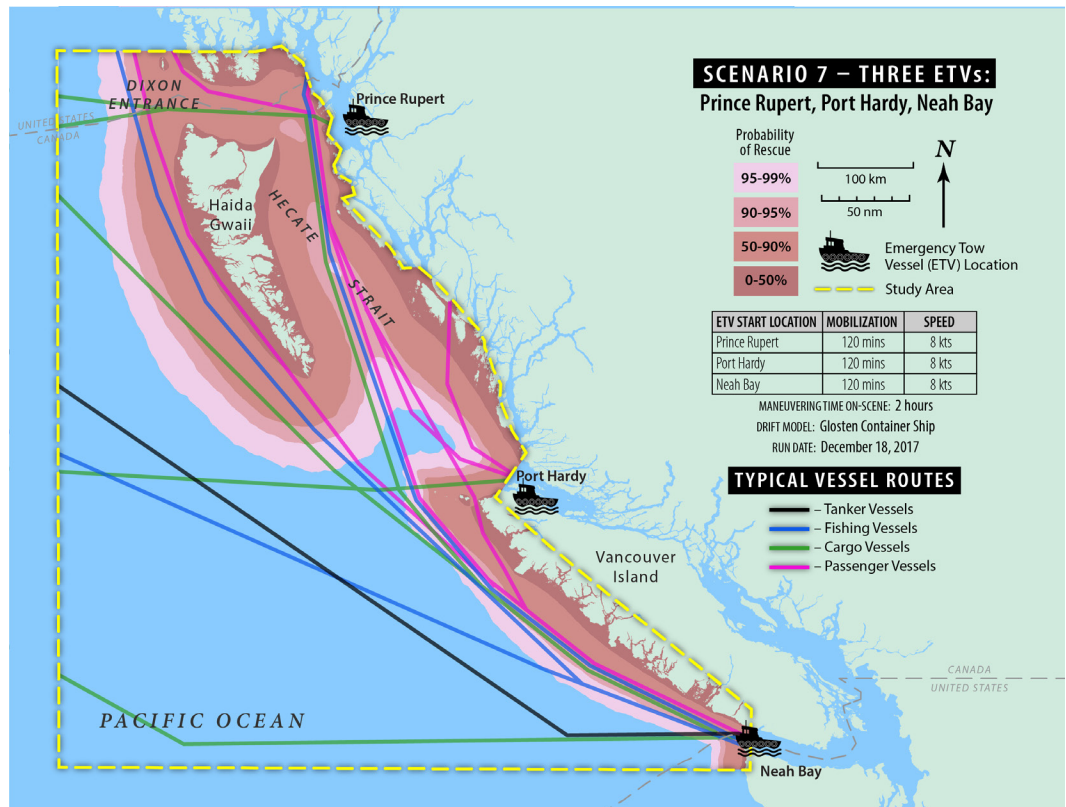 SCENARIO 7 – THREE ETVs:
Prince Rupert, Port Hardy, Neah Bay
Probability
of Rescue
95-99%
90-95%
50-90%
0-50%
100 km
50 nm
N
Emergency Tow
Vessel (ETV) Location
Study Area
ETV START LOCATION MOBILIZATION SPEED
Prince Rupert 120 mins 8 kts
Port Hardy 120 mins 8 kts
Neah Bay 120 mins 8 kts
MANEUVERING TIME ON-SCENE: 2 hours
DRIFT MODEL: Glosten Container Ship
RUN DATE: December 18, 2017
TYPICAL VESSEL ROUTES
– Tanker Vessels
– Fishing Vessels
– Cargo Vessels
– Passenger Vessels
DIXON
ENTRANCE
UNITED STATES
CANADA
Prince Rupert
Haida
Gwaii
HECATE
STRAIT
Port Hardy
Vancouver
Island
CANADA
UNITED STATES
PACIFIC OCEAN
Neah Bay